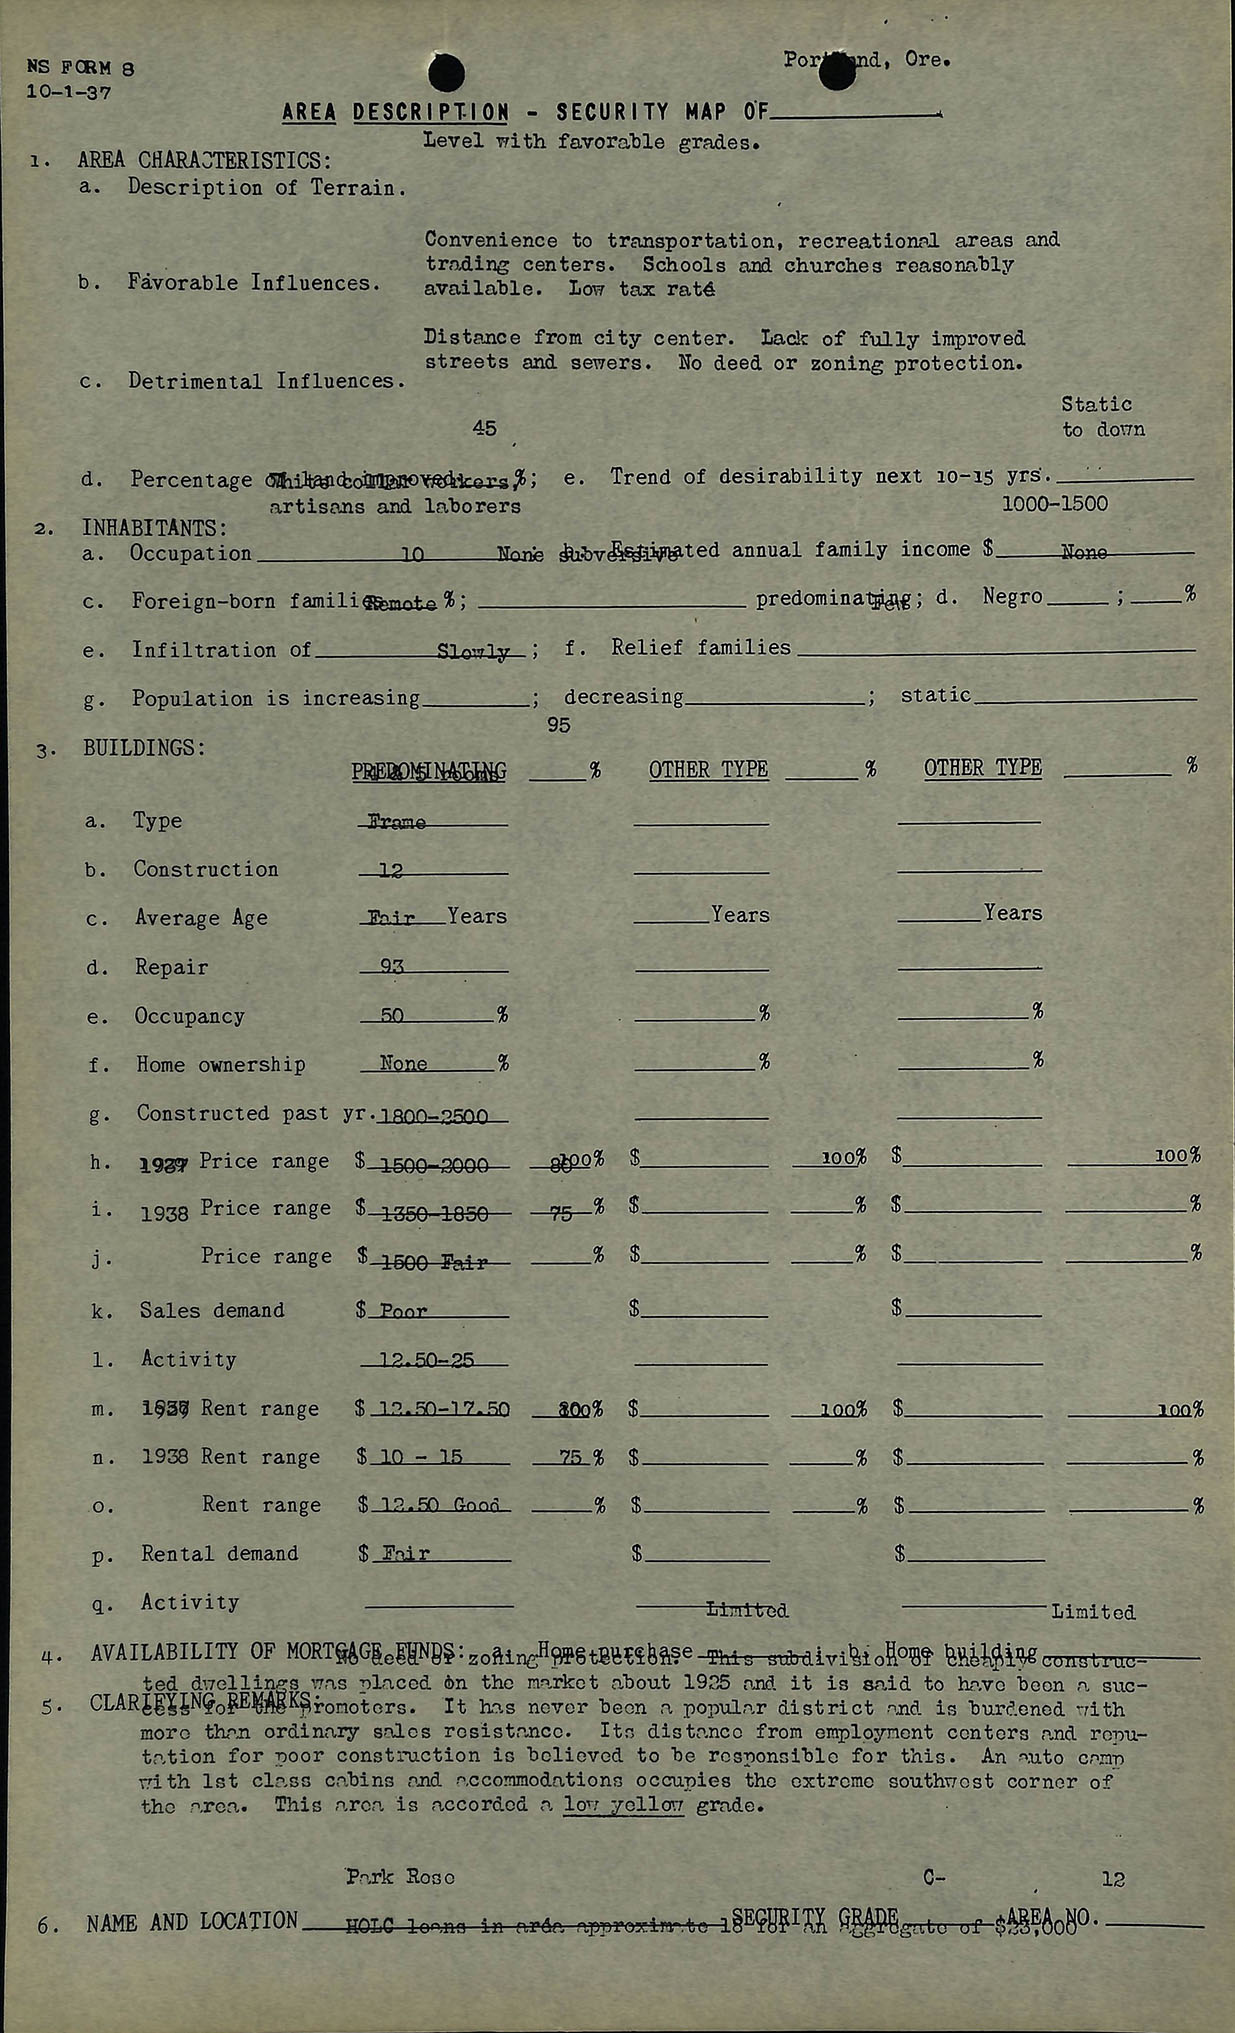 NS FORM 8
10-1-37
Portland, Ore.
AREA DESCRIPTION - SECURITY MAP OF
Level with favorable grades.
1. AREA CHARACTERISTICS:
a. Description of Terrain.
Convenience to transportation, recreational areas and
trading centers. Schools and churches reasonably
b. Favorable Influences. available. Low tax rate
Distance from city center. Lack of fully improved
streets and sewers. No deed or zoning protection.
c. Detrimental Influences.
Static
45 to down
d. Percentage of land improved %; e. Trend of desirability next 10-15 yrs.
White collar workers,
artisans and laborers 1000-1500
2. INHABITANTS:
a. Occupation ; b. Estimated annual family income $
10 None subversive None
c. Foreign-born families %; predominating; d. Negro ; %
Remote Few
e. Infiltration of ; f. Relief families
Slowly
g. Population is increasing ; decreasing ; static
95
3. BUILDINGS:
PREDOMINATING % OTHER TYPE % OTHER TYPE %
4 & 5 rooms
a. Type Frame
b. Construction 12
c. Average Age Fair Years Years Years
d. Repair 93
e. Occupancy 50 % % %
f. Home ownership None % %
g. Constructed past yr. 1800-2500
h. 1937 Price range $ 1500-2000 80 100% $ 100% $ 100%
i. 1938 Price range $ 1350-1850 75 % $ % $ %
j. Price range $ 1500 Fair % $ % $ %
k. Sales demand $ Poor $ $
l. Activity 12.50-25
m. 1937 Rent range $ 12.50-17.50 100% $ 100% $ 100%
n. 1938 Rent range $ 10 - 15 75 % $ % $ %
o. Rent range $ 12.50 Good % $ % $ %
p. Rental demand $ Fair $ $
q. Activity
Limited Limited
4. AVAILABILITY OF MORTGAGE FUNDS: a. Home purchase b. Home building
No deed or zoning protection. This subdivision of cheaply construc-
ted dwellings was placed on the market about 1925 and it is said to have been a suc-
5. CLARIFYING REMARKS:
cess for the promoters. It has never been a popular district and is burdened with
more than ordinary sales resistance. Its distance from employment centers and repu-
tation for poor construction is believed to be responsible for this. An auto camp
with 1st class cabins and accommodations occupies the extreme southwest corner of
the area. This area is accorded a low yellow grade.
Park Rose C- 12
6. NAME AND LOCATION SECURITY GRADE AREA NO.
HOLC loans in area approximate 18 for an aggregate of $33,000